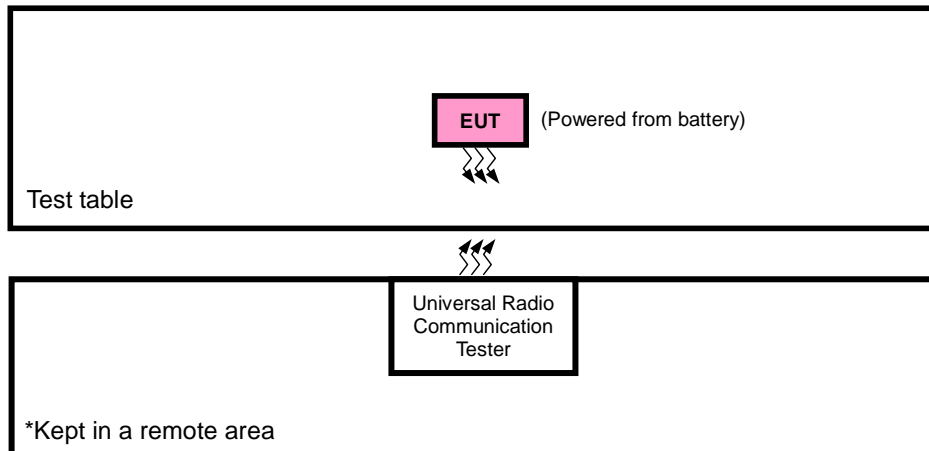 EUT
(Powered from battery)
Test table
Universal Radio
Communication
Tester
*Kept in a remote area